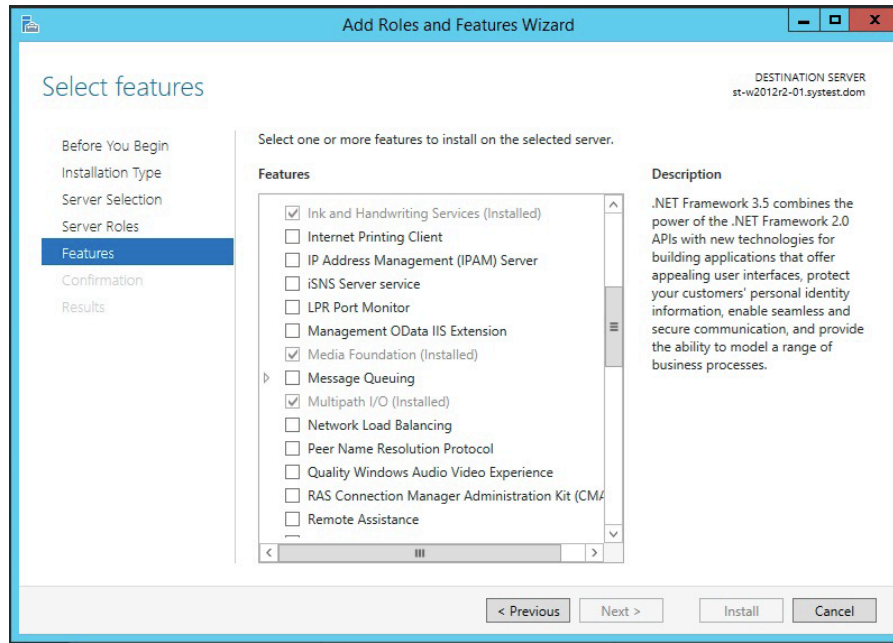 Add Roles and Features Wizard
Select features
DESTINATION SERVER
st-w2012r2-01.systest.dom
Before You Begin
Installation Type
Server Selection
Server Roles
Features
Confirmation
Results
Select one or more features to install on the selected server.
Features
Ink and Handwriting Services (Installed)
Internet Printing Client
IP Address Management (IPAM) Server
iSNS Server service
LPR Port Monitor
Management OData IIS Extension
Media Foundation (Installed)
Message Queuing
Multipath I/O (Installed)
Network Load Balancing
Peer Name Resolution Protocol
Quality Windows Audio Video Experience
RAS Connection Manager Administration Kit (CMA
Remote Assistance
Description
.NET Framework 3.5 combines the
power of the .NET Framework 2.0
APIs with new technologies for
building applications that offer
appealing user interfaces, protect
your customers' personal identity
information, enable seamless and
secure communication, and provide
the ability to model a range of
business processes.
< Previous
Next >
Install
Cancel